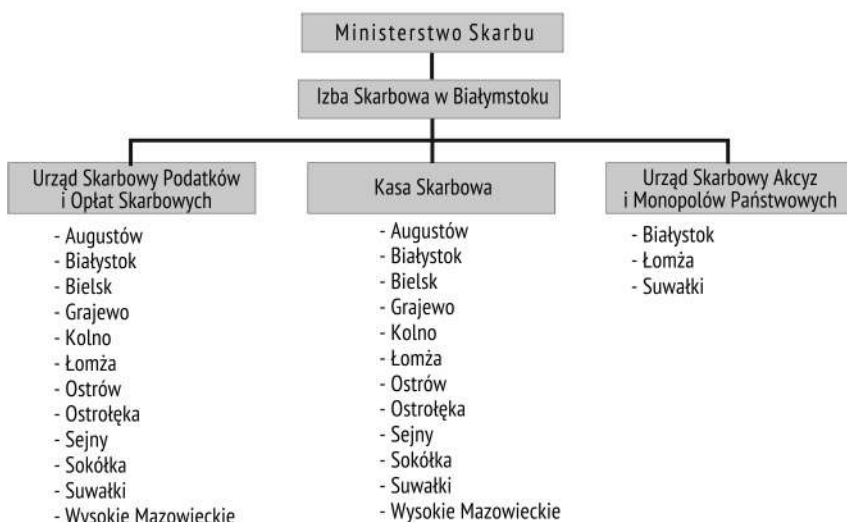 Ministerstwo Skarbu
Izba Skarbowa w Białymstoku
Urząd Skarbowy Podatków
i Opłat Skarbowych
- Augustów
- Białystok
- Bielsk
- Grajewo
- Kolno
- Łomża
- Ostrów
- Ostrołęka
- Sejny
- Sokółka
- Suwałki
- Wysokie Mazowieckie
Kasa Skarbowa
- Augustów
- Białystok
- Bielsk
- Grajewo
- Kolno
- Łomża
- Ostrów
- Ostrołęka
- Sejny
- Sokółka
- Suwałki
- Wysokie Mazowieckie
Urząd Skarbowy Akcyz
i Monopolów Państwowych
- Białystok
- Łomża
- Suwałki